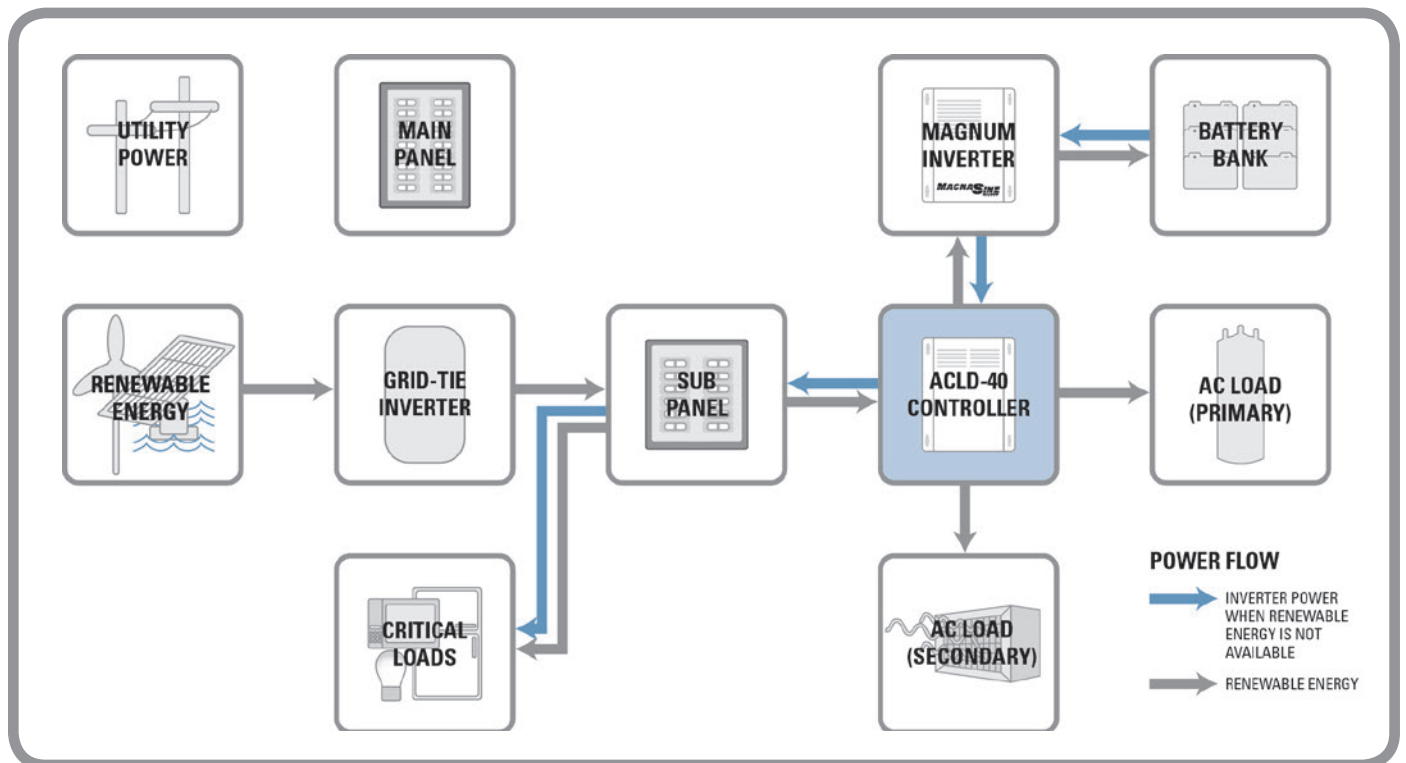 UTILITY
POWER
MAIN
PANEL
MAGNUM
INVERTER
MAGNASINE
BATTERY
BANK
RENEWABLE
ENERGY
GRID-TIE
INVERTER
SUB
PANEL
ACLD-40
CONTROLLER
AC LOAD
(PRIMARY)
CRITICAL
LOADS
AC LOAD
(SECONDARY)
POWER FLOW
INVERTER POWER
WHEN RENEWABLE
ENERGY IS NOT
AVAILABLE
RENEWABLE ENERGY